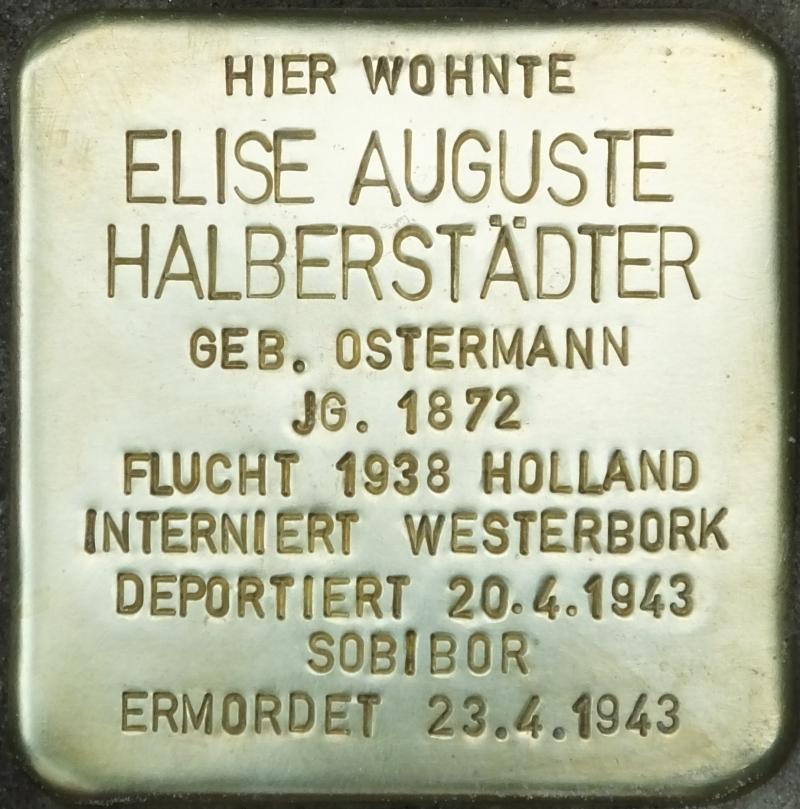 HIER WOHNTE
ELISE AUGUSTE
HALBERSTÄDTER
GEB. OSTERMANN
JG. 1872
FLUCHT 1938 HOLLAND
INTERNIERT WESTERBORK
DEPORTIERT 20.4.1943
SOBIBOR
ERMORDET 23.4.1943